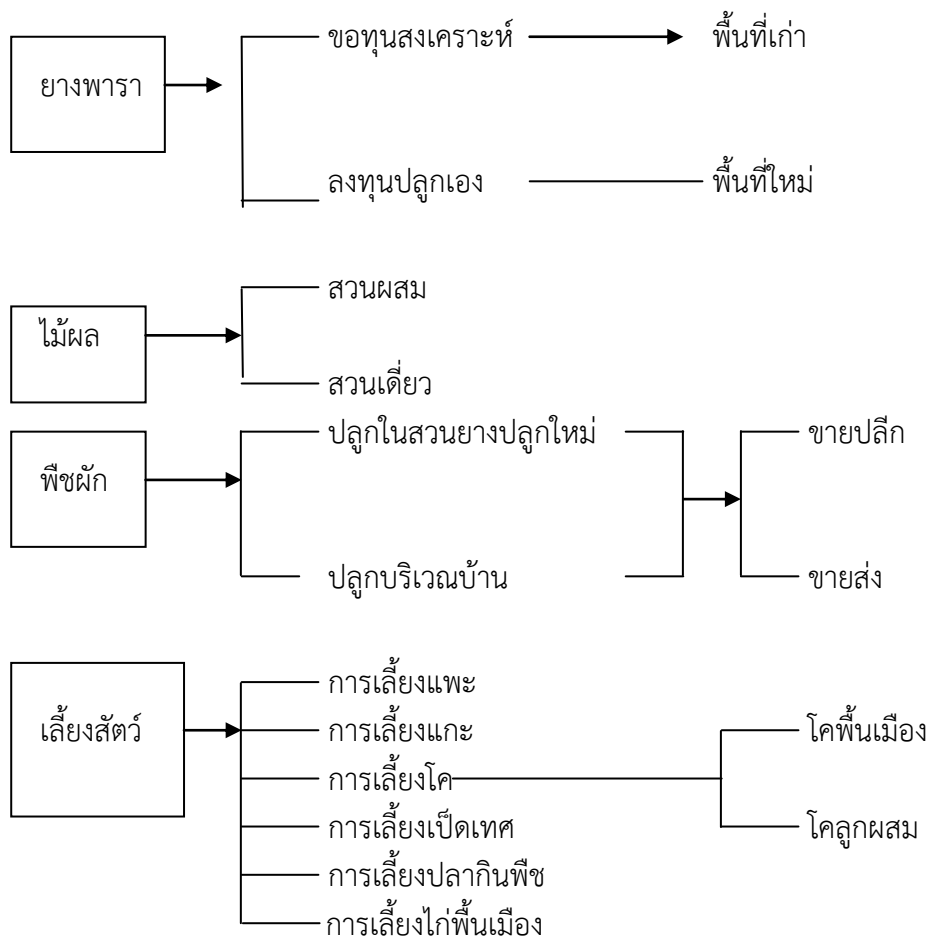 ขอทุนสงเคราะห์ พื้นที่เก่า
ยางพารา
ลงทุนปลูกเอง พื้นที่ใหม่
สวนผสม
ไม้ผล
สวนเดี่ยว
ปลูกในสวนยางปลูกใหม่ ขายปลีก
พืชผัก
ปลูกบริเวณบ้าน ขายส่ง
การเลี้ยงแพะ
เลี้ยงสัตว์ การเลี้ยงแกะ โคพื้นเมือง
การเลี้ยงโค
การเลี้ยงเป็ดเทศ โคลูกผสม
การเลี้ยงปลากินพืช
การเลี้ยงไก่พื้นเมือง